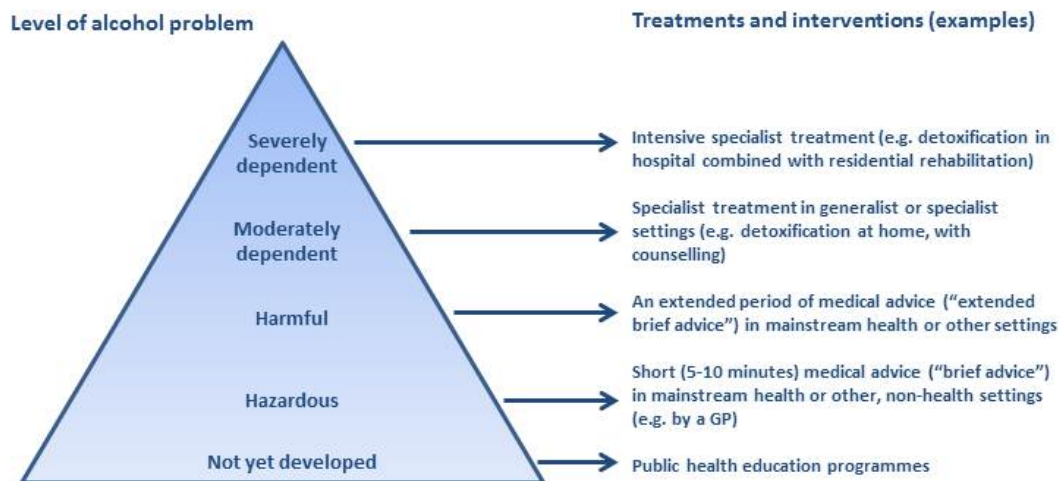 Level of alcohol problem
Treatments and interventions (examples)
Severely
dependent
Intensive specialist treatment (e.g. detoxification in
hospital combined with residential rehabilitation)
Moderately
dependent
Specialist treatment in generalist or specialist
settings (e.g. detoxification at home, with
counselling)
Harmful
An extended period of medical advice (“extended
brief advice”) in mainstream health or other settings
Hazardous
Short (5-10 minutes) medical advice (“brief advice”)
in mainstream health or other, non-health settings
(e.g. by a GP)
Not yet developed
Public health education programmes